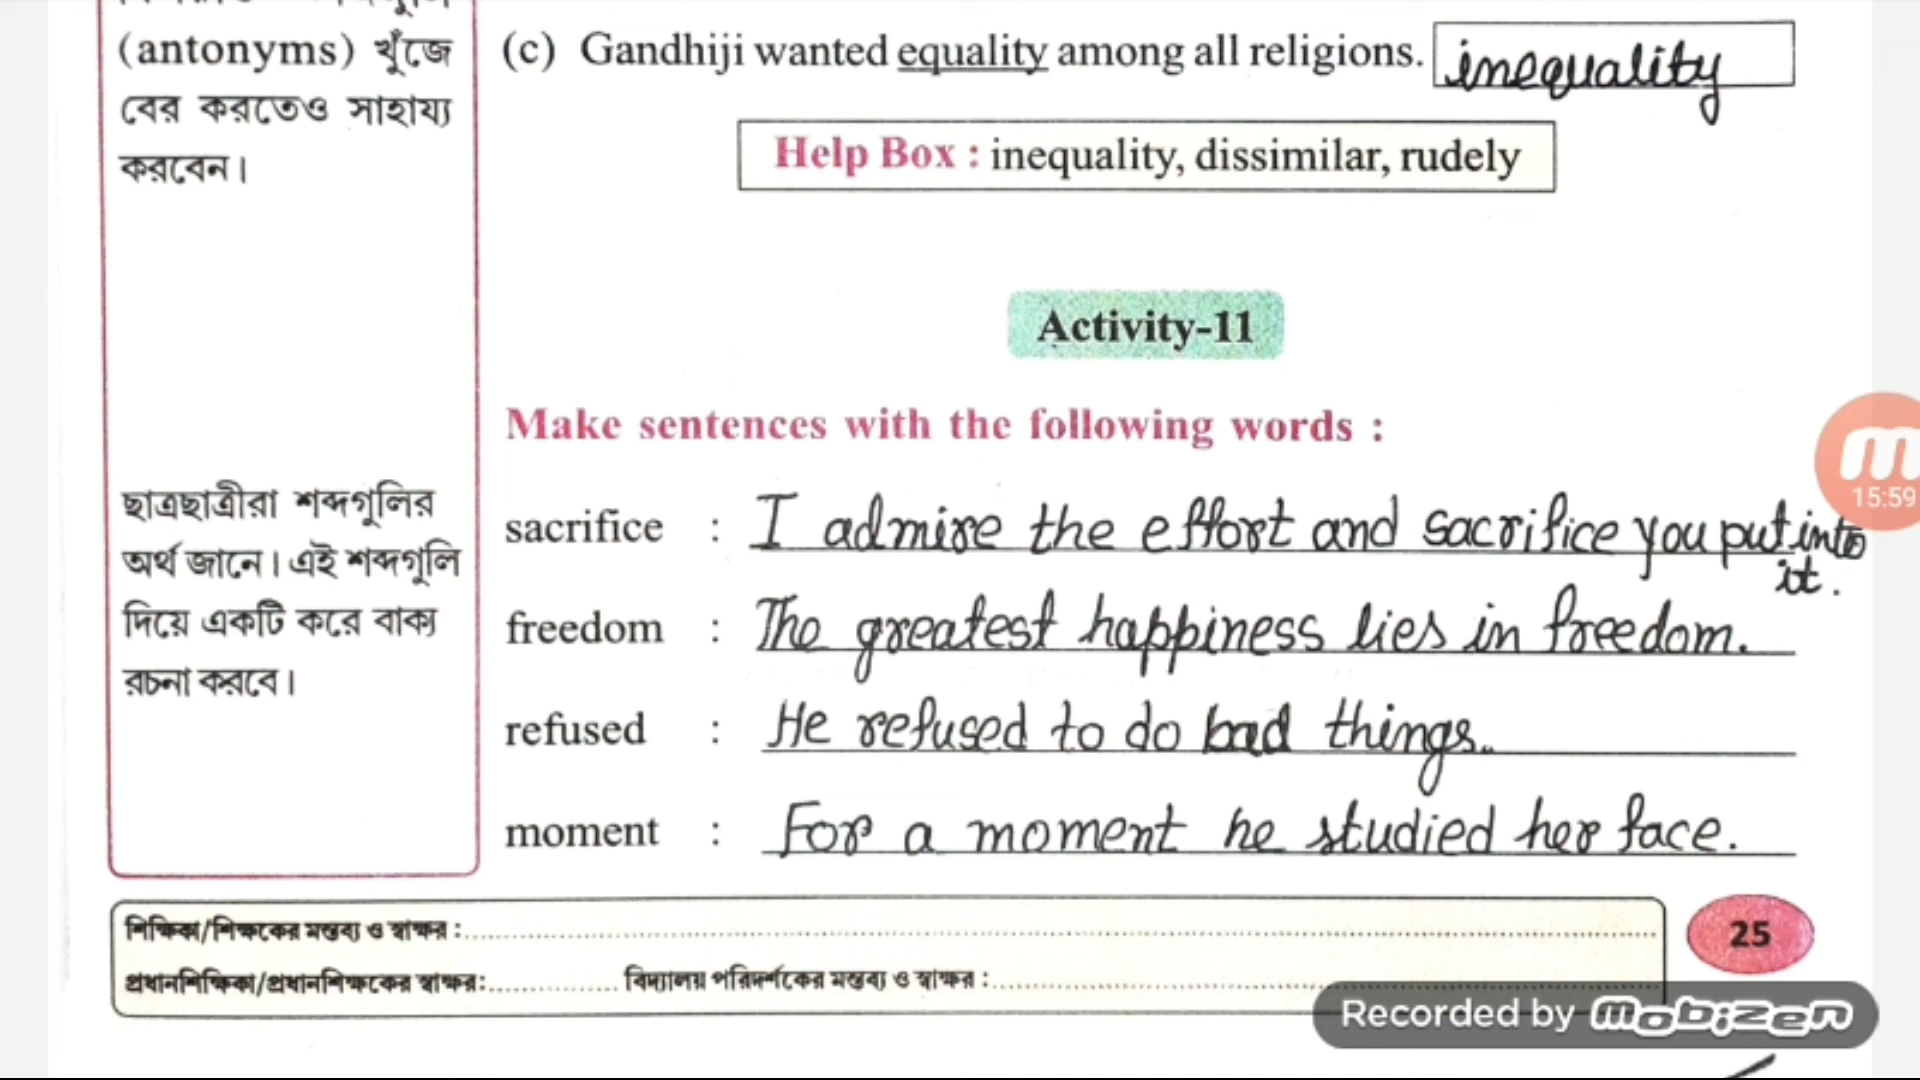 (antonyms) খুঁজে
বের করতেও সাহায্য
করবেন।
(c) Gandhiji wanted equality among all religions. inequality
Help Box : inequality, dissimilar, rudely
Activity-11
Make sentences with the following words :
ছাত্রছাত্রীরা শব্দগুলির
অর্থ জানে। এই শব্দগুলি
দিয়ে একটি করে বাক্য
রচনা করবে।
sacrifice : I admire the effort and sacrifice you put into
it.
freedom : The greatest happiness lies in freedom.
refused : He refused to do bad things.
moment : For a moment he studied her face.
শিক্ষিকা/শিক্ষকের মন্তব্য ও স্বাক্ষর :
প্রধানশিক্ষিকা/প্রধানশিক্ষকের স্বাক্ষর: বিদ্যালয় পরিদর্শকের মন্তব্য ও স্বাক্ষর :
25
15:59
Recorded by mobizen